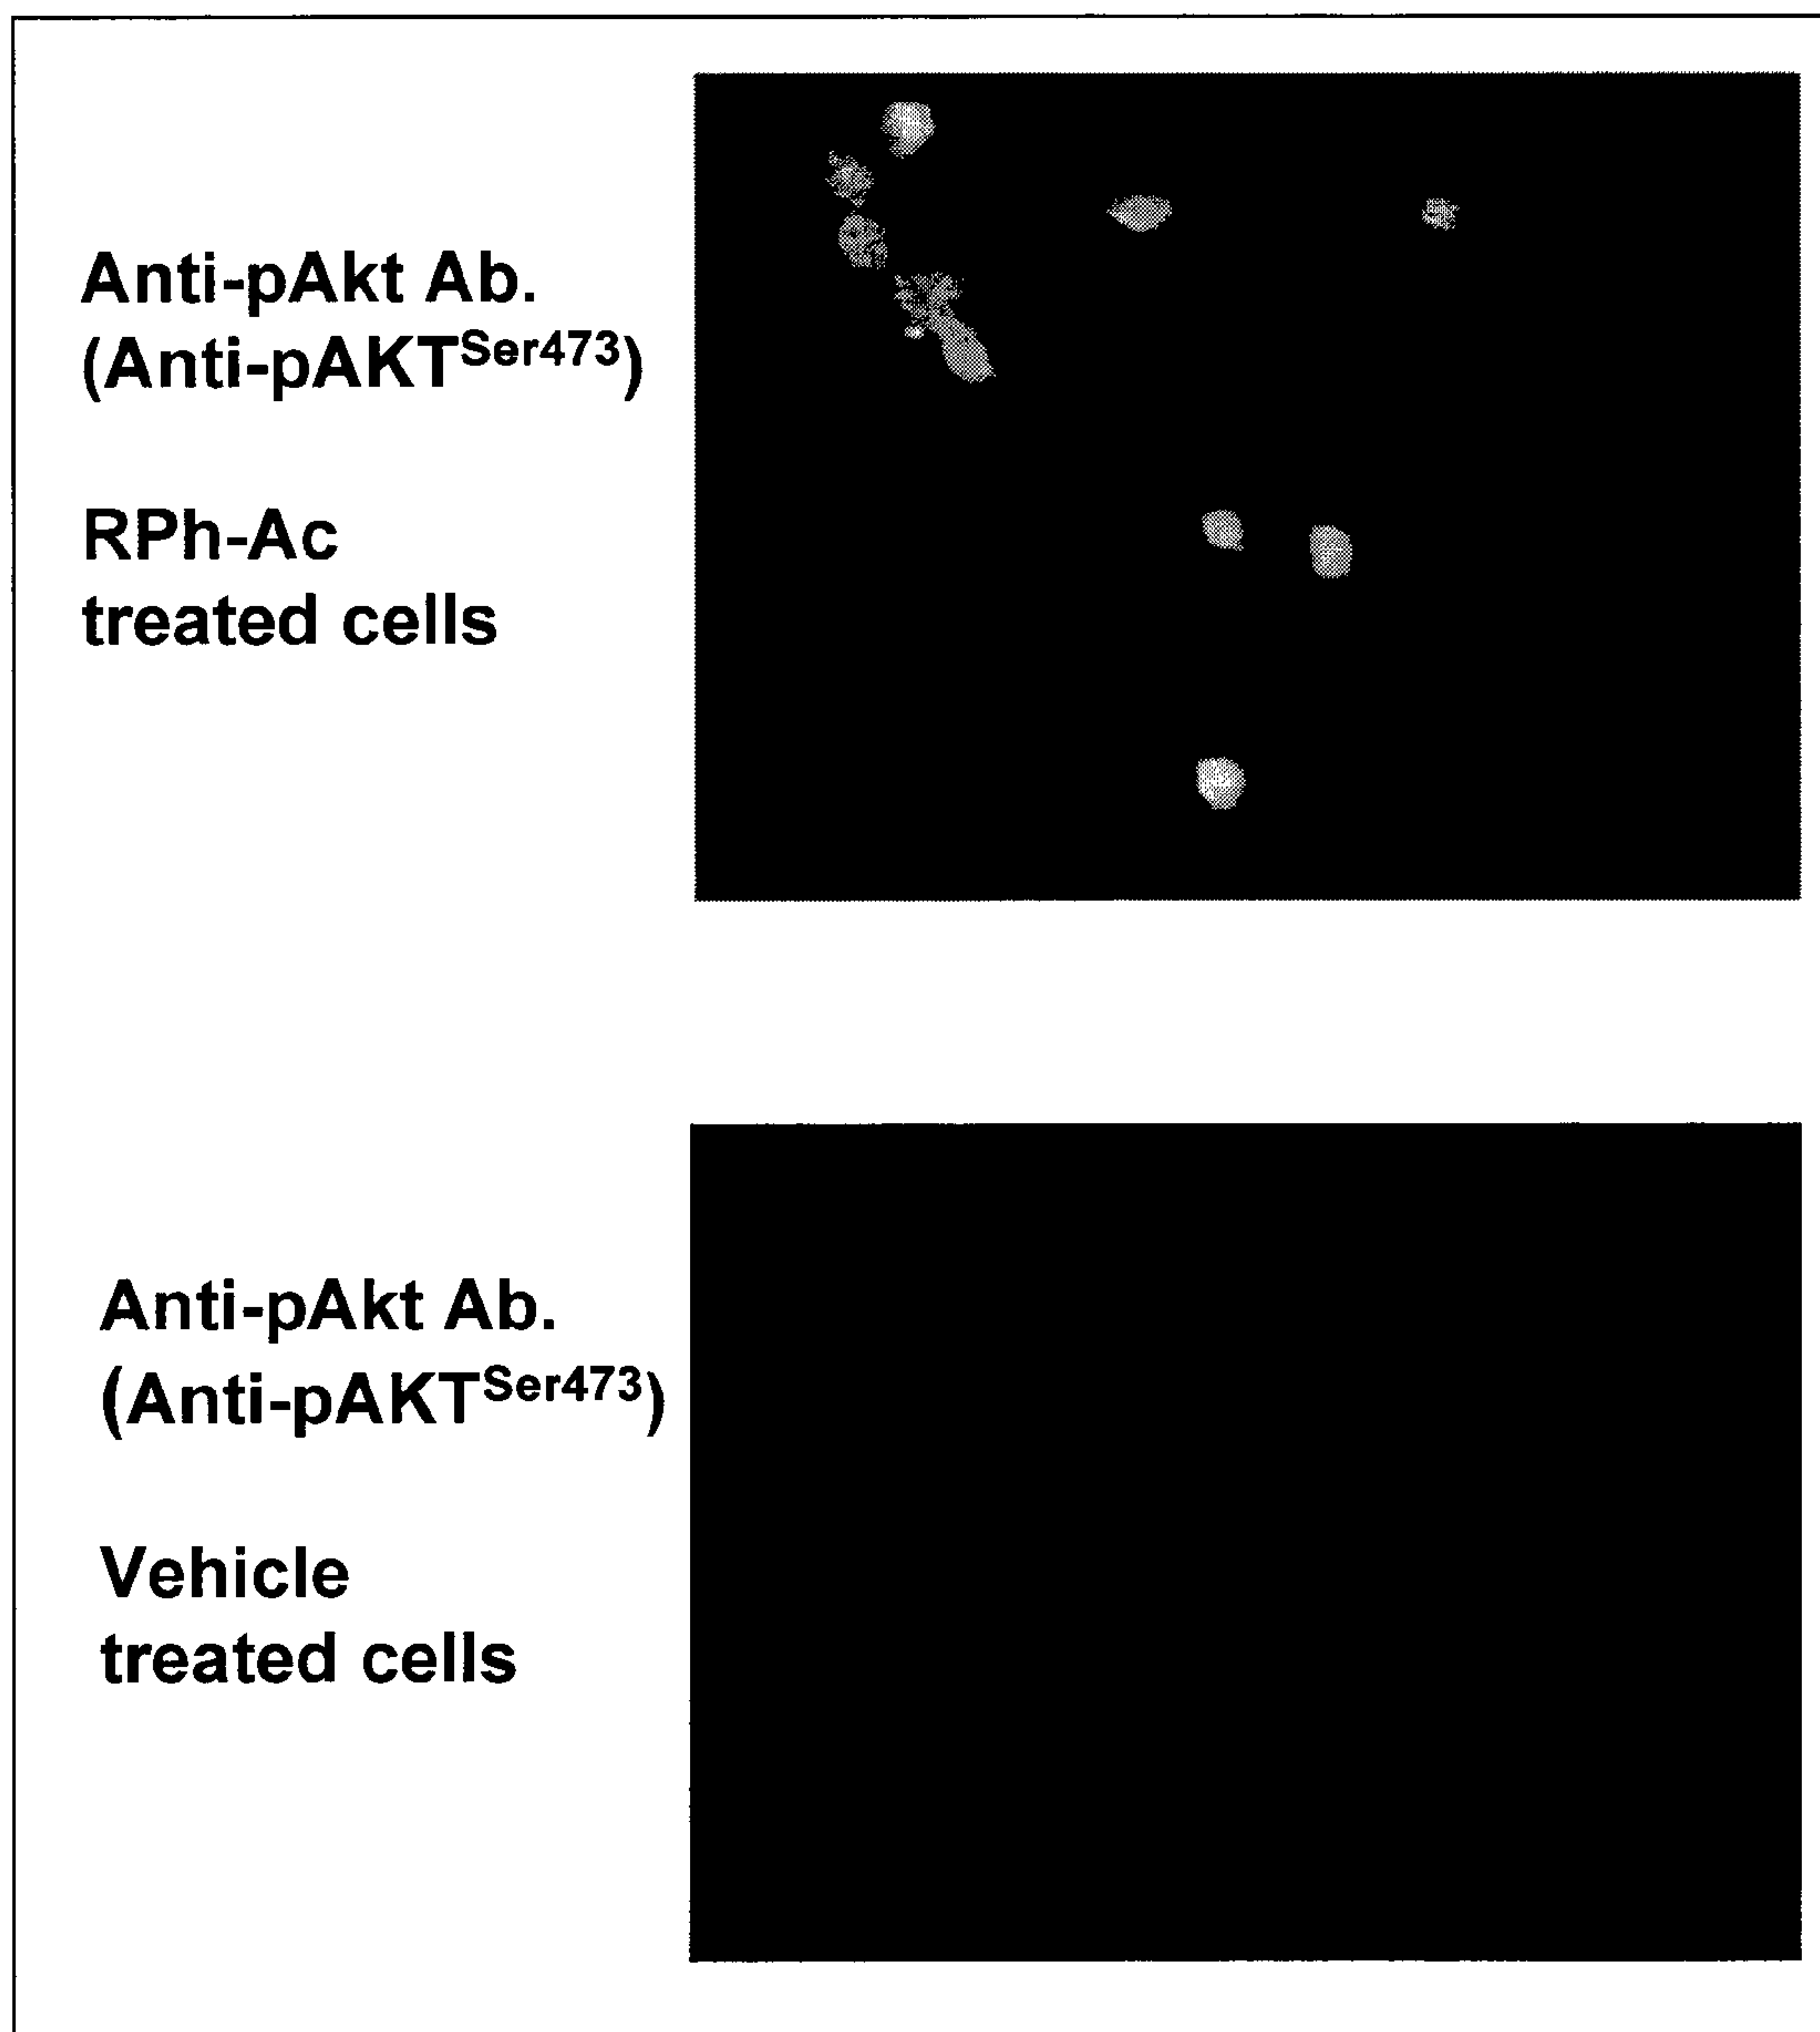 Anti-pAkt Ab.
(Anti-pAKTSer473)
RPh-Ac
treated cells
Anti-pAkt Ab.
(Anti-pAKTSer473)
Vehicle
treated cells